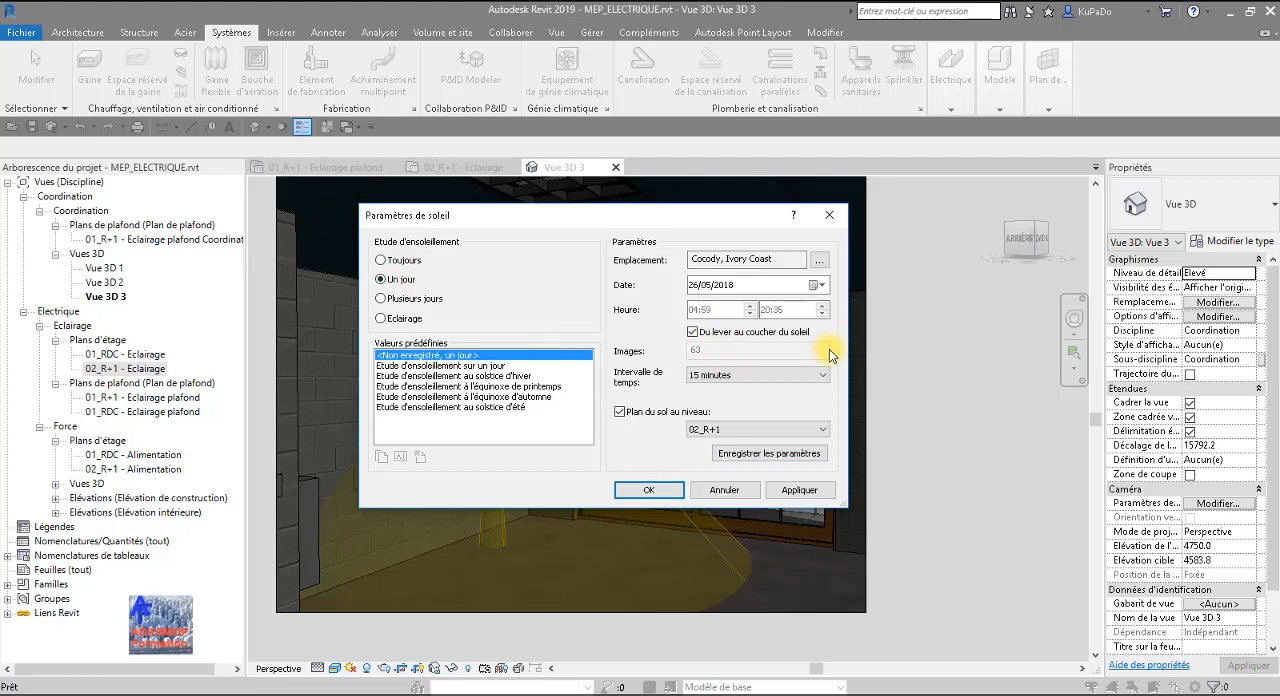 Autodesk Revit 2019 - MEP_ELECTRIQUE.rvt - Vue 3D: Vue 3D 3
Entrez mot-clé ou expression
KuPaDo
Fichier Architecture Structure Acier Systèmes Insérer Annoter Analyser Volume et site Collaborer Vue Gérer Compléments Autodesk Point Layout Modifier
Modifier
Gaine
Espace réservé
de la gaine
Gaine
flexible
Bouche
d'aération
Elément
de fabrication
Acheminement
multipoint
P&ID Modeler
Equipement
de génie climatique
Canalisation
Espace réservé
de la canalisation
Canalisations
parallèles
Appareils
sanitaires
Sprinkler
Electrique
Modèle
Plan de...
Sélectionner
Chauffage, ventilation et air conditionné
Fabrication
Collaboration P&ID
Génie climatique
Plomberie et canalisation
Arborescence du projet - MEP_ELECTRIQUE.rvt
Vues (Discipline)
Coordination
Coordination
Plans de plafond (Plan de plafond)
01_R+1 - Eclairage plafond Coordinat
Vues 3D
Vue 3D 1
Vue 3D 2
Vue 3D 3
Electrique
Eclairage
Plans d'étage
01_RDC - Eclairage
02_R+1 - Eclairage
Plans de plafond (Plan de plafond)
01_R+1 - Eclairage plafond
01_RDC - Eclairage plafond
Force
Plans d'étage
01_RDC - Alimentation
02_R+1 - Alimentation
Vues 3D
Elévations (Elévation de construction)
Elévations (Elévation intérieure)
Légendes
Nomenclatures/Quantités (tout)
Nomenclatures de tableaux
Feuilles (tout)
Familles
Groupes
Liens Revit
Formation
01_R+1 - Eclairage plafond
02_R+1 - Eclairage
Vue 3D 3
ARRIÈRE
Paramètres de soleil
Etude d'ensoleillement
Toujours
Un jour
Plusieurs jours
Eclairage
Valeurs prédéfinies
<Non enregistré, un jour>
Etude d'ensoleillement sur un jour
Etude d'ensoleillement au solstice d'hiver
Etude d'ensoleillement à l'équinoxe de printemps
Etude d'ensoleillement à l'équinoxe d'automne
Etude d'ensoleillement au solstice d'été
Paramètres
Emplacement: Cocody, Ivory Coast ...
Date: 26/05/2018
Heure: 04:59 20:35
Du lever au coucher du soleil
Images: 63
Intervalle de
temps:
15 minutes
Plan du sol au niveau:
02_R+1
Enregistrer les paramètres
OK Annuler Appliquer
Propriétés
Vue 3D
Vue 3D: Vue 3 Modifier le type
Graphismes
Niveau de détail Elevé
Visibilité des é... Afficher l'origi...
Remplaceme... Modifier...
Options d'affi... Modifier...
Discipline Coordination
Style par défau... Aucun(e)
Sous-discipline Coordination
Trajectoire du...
Etendues
Cadrer la vue
Zone cadrée v...
Délimitation é...
Décalage de l... 15792.2
Définition d'u... Aucun(e)
Zone de coupe
Caméra
Paramètres de... Modifier...
Orientation ve...
Mode de proj... Perspective
Elévation de l'... 4750.0
Elévation cible 4583.8
Position de la ... Fixée
Données d'identification
Gabarit de vue <Aucun>
Nom de la vue Vue 3D 3
Dépendance Indépendant
Titre sur la feu...
Aide des propriétés Appliquer
Perspective
Prêt
:0
Modèle de base
:0